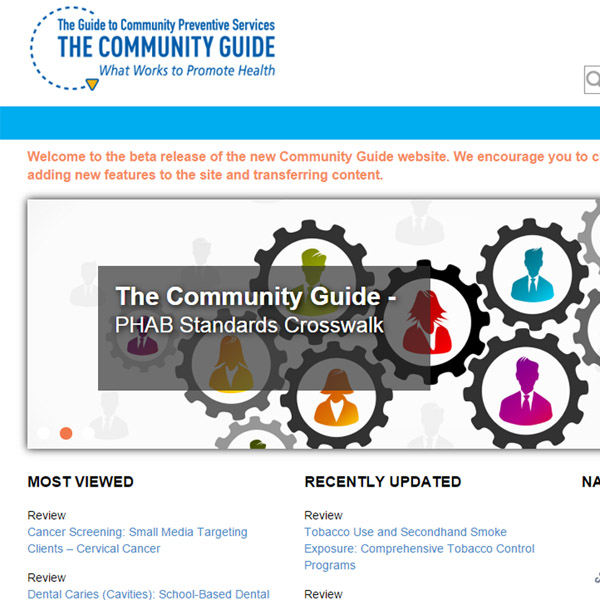 The Guide to Community Preventive Services
THE COMMUNITY GUIDE
What Works to Promote Health
Welcome to the beta release of the new Community Guide website. We encourage you to c
adding new features to the site and transferring content.
The Community Guide -
PHAB Standards Crosswalk
MOST VIEWED
Review
Cancer Screening: Small Media Targeting
Clients – Cervical Cancer
Review
Dental Caries (Cavities): School-Based Dental
RECENTLY UPDATED
Review
Tobacco Use and Secondhand Smoke
Exposure: Comprehensive Tobacco Control
Programs
Review
NA